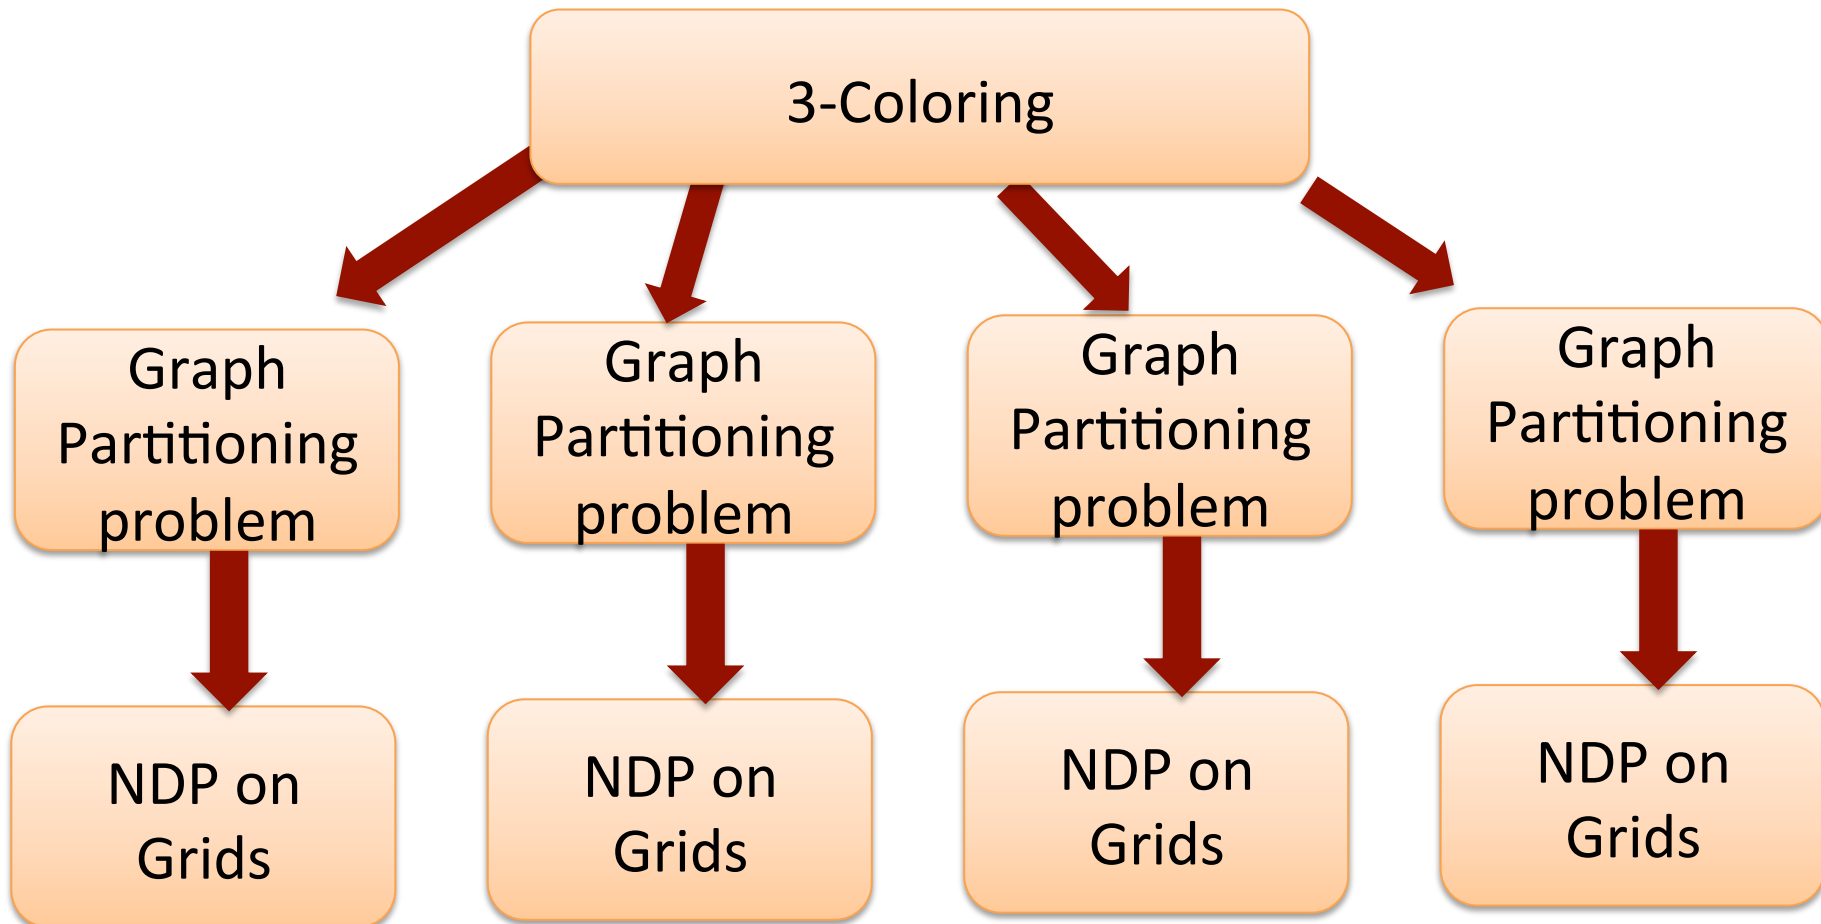 3-Coloring
Graph
Partitioning
problem
Graph
Partitioning
problem
Graph
Partitioning
problem
Graph
Partitioning
problem
NDP on
Grids
NDP on
Grids
NDP on
Grids
NDP on
Grids